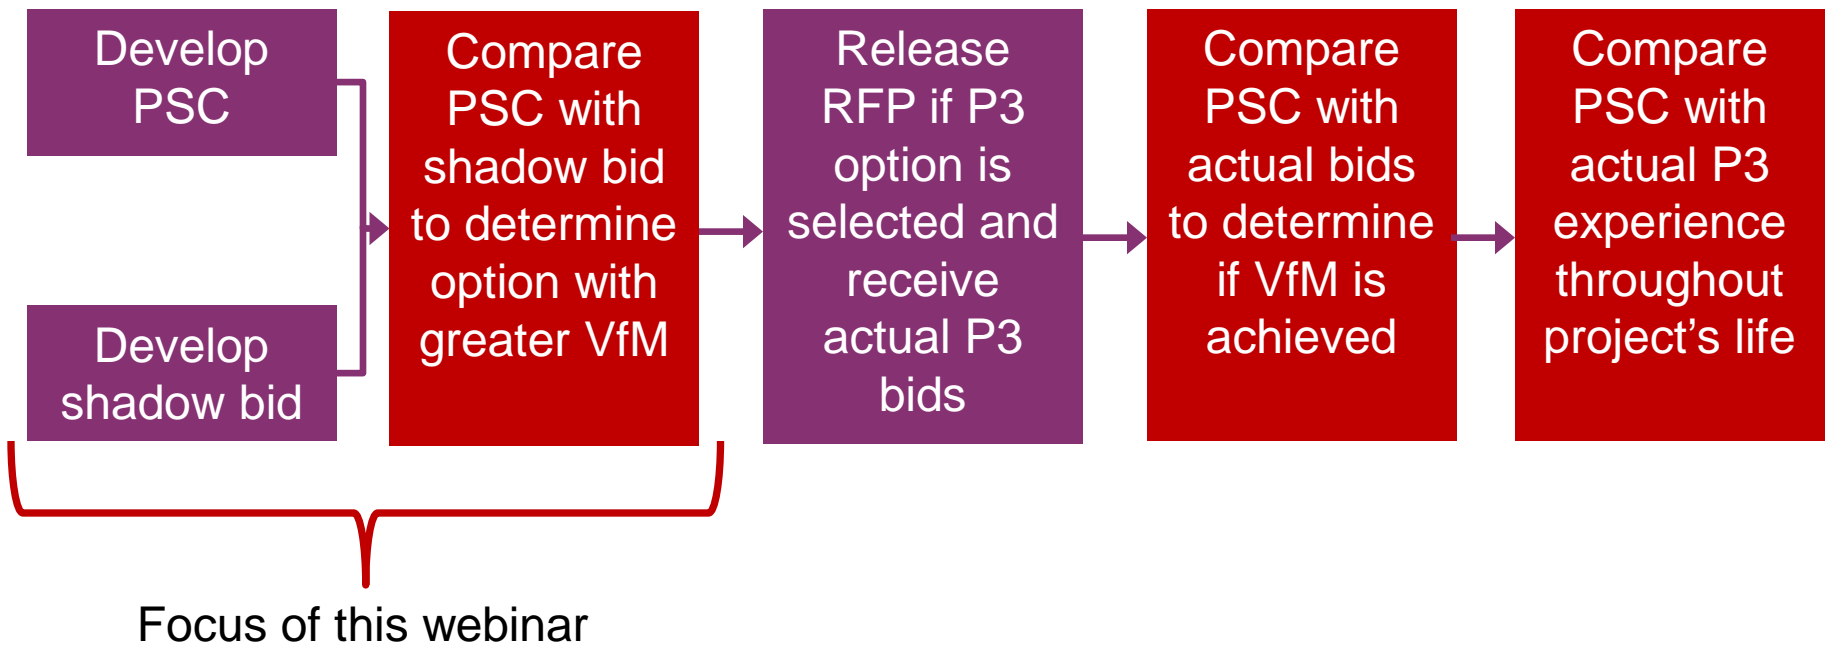 Develop
PSC
Develop
shadow bid
Compare
PSC with
shadow bid
to determine
option with
greater VfM
Release
RFP if P3
option is
selected and
receive
actual P3
bids
Compare
PSC with
actual bids
to determine
if VfM is
achieved
Compare
PSC with
actual P3
experience
throughout
project’s life
Focus of this webinar